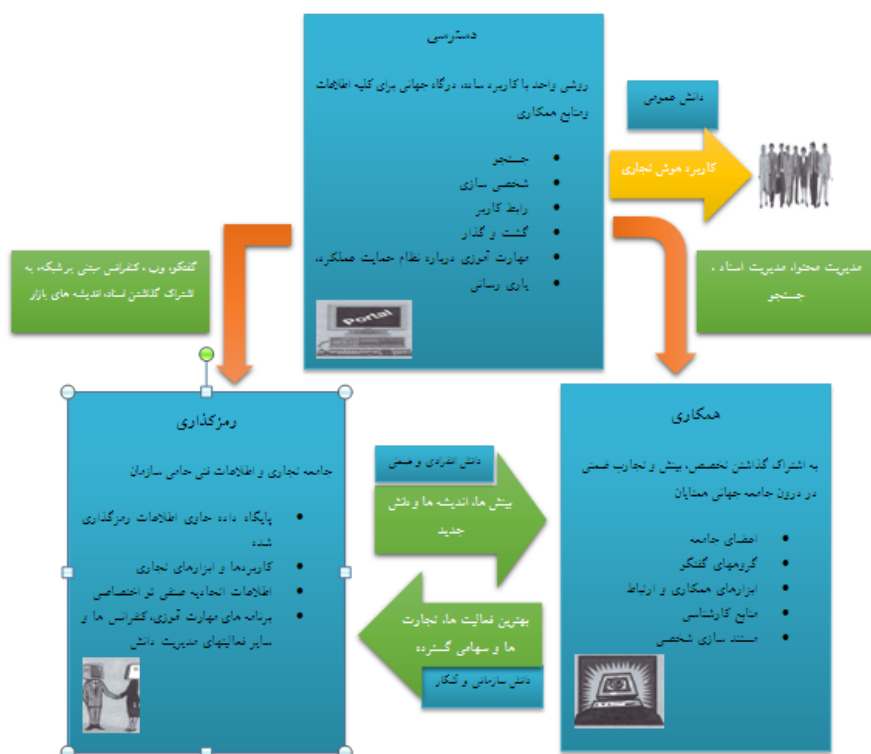 دسترسی
روشی واحد با کاربرد ساده، درگاه جهانی برای کلیه اطلاعات
ومنابع همکاری
جستجو
شخصی سازی
رابط کاربر
گشت و گذار
مهارت آموزی درباره نظام حمایت عملکرد،
یاری رسانی
Portal
دانش عمومی
کاربرد هوش تجاری
مدیریت محتوا، مدیریت اسناد ،
جستجو
گفتگو، وب ، کنفرانس مبتنی بر شبکه، به
اشتراک گذاشتن اسناد، اندیشه های بازار
همکاری
به اشتراک گذاشتن تخصص، بینش و تجارب ضمنی
در درون جامعه جهانی همتایان
اعضای جامعه
گروههای گفتگو
ابزارهای همکاری و ارتباط
منابع کارشناسی
مستند سازی شخصی
دانش انفرادی و ضمنی
بینش ها، اندیشه ها و دانش
جدید
بهترین فعالیت ها، تجارت
ها و سهامی گسترده
دانش سازمانی و آشکار
رمزگذاری
جامعه تجاری و اطلاعات فنی حامی سازمان
پایگاه داده حاوی اطلاعات رمزگذاری
شده
کاربردها و ابزارهای تجاری
اطلاعات اتحادیه صنفی تو اختصاصی
برنامه های مهارت آموزی، کنفرانس ها و
سایر فعالیتهای مدیریت دانش